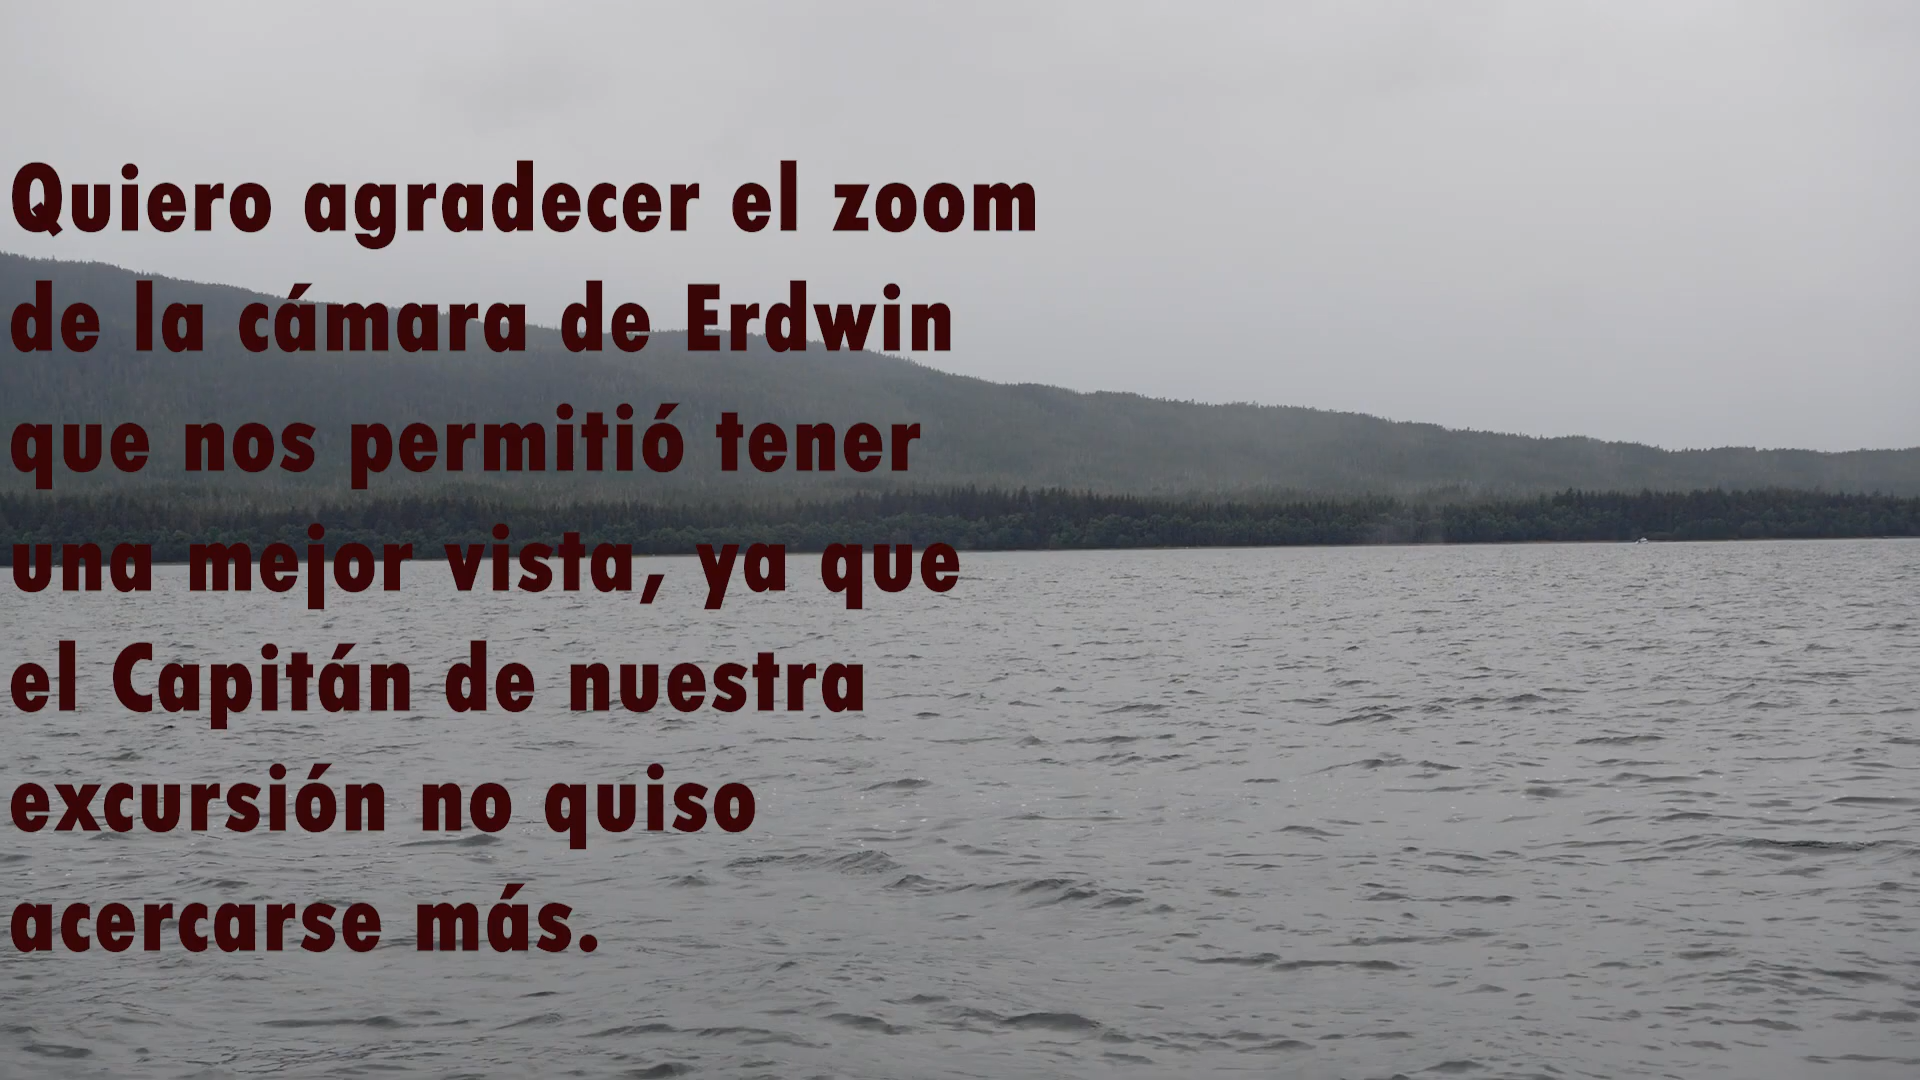 Quiero agradecer el zoom
de la cámara de Erdwin
que nos permitió tener
una mejor vista, ya que
el Capitán de nuestra
excursión no quiso
acercarse más.